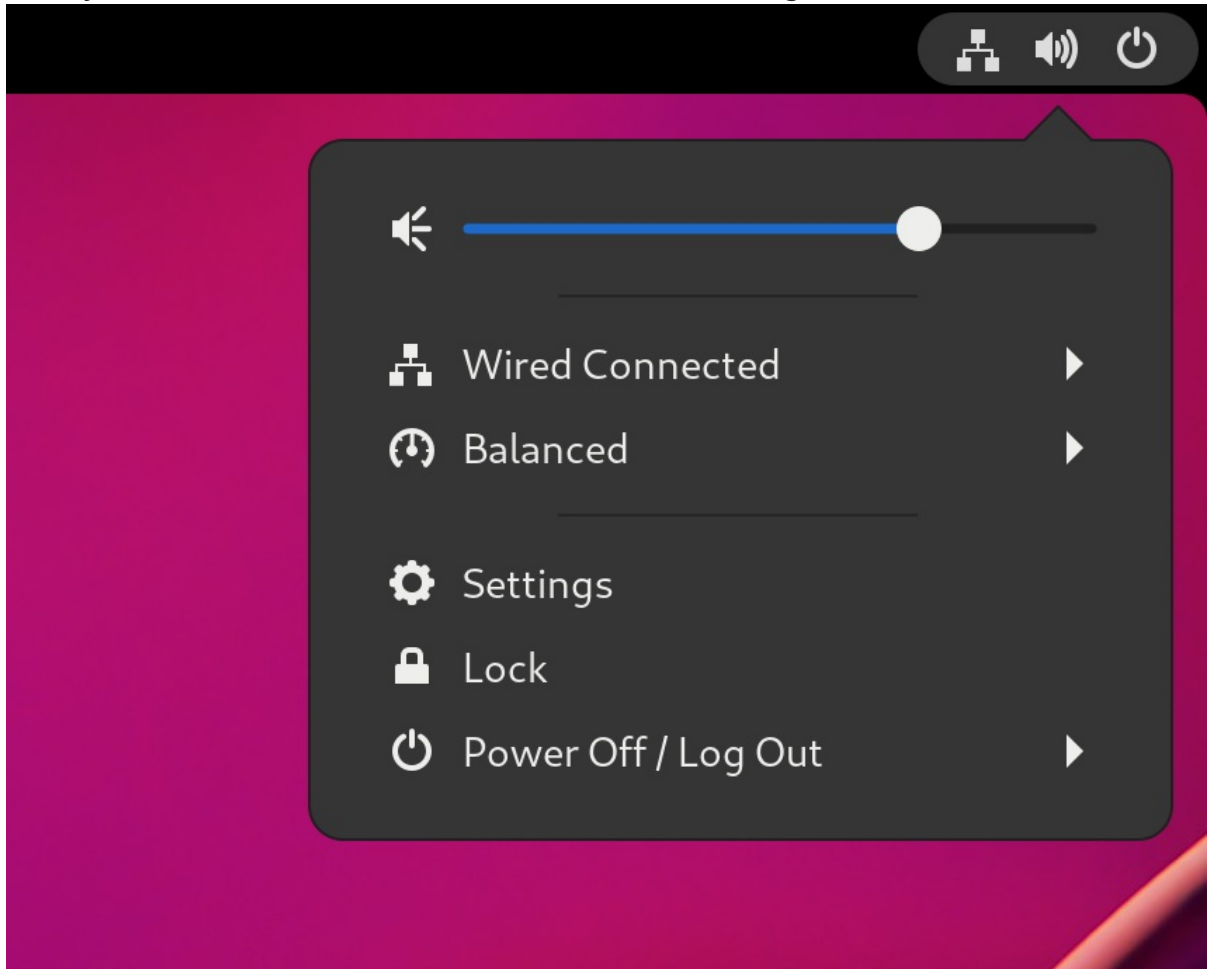 Wired Connected
Balanced
Settings
Lock
Power Off / Log Out